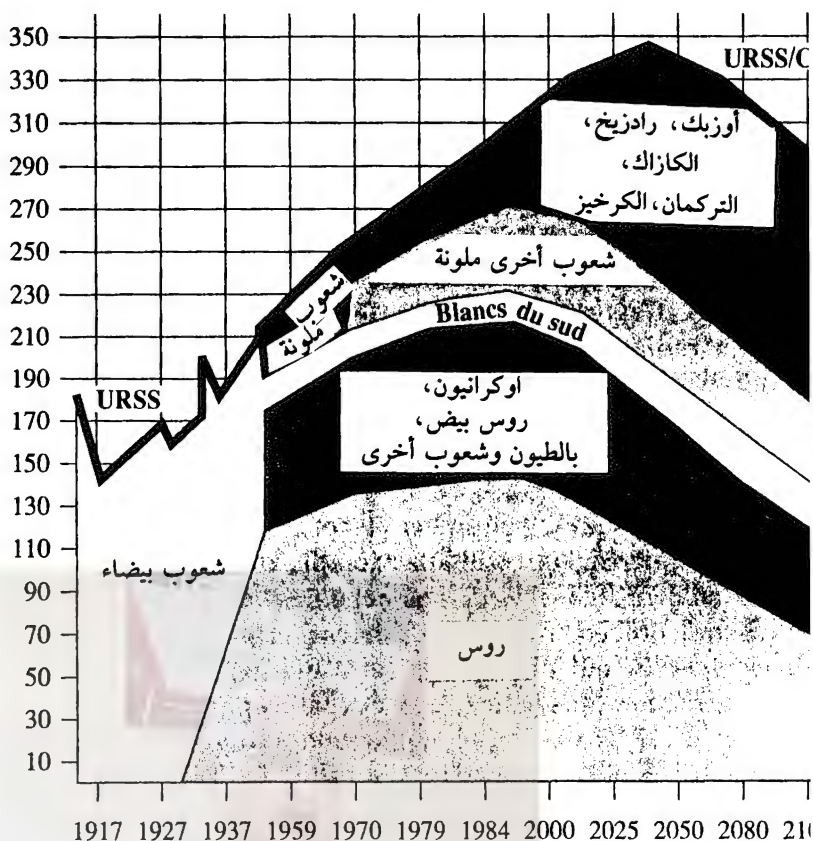 350
330
310
290
270
250
230
210
190
170
150
130
110
90
70
50
30
10
URSS/C
أوزبك، رادزيخ،
الكازاك،
التركمان، الكرخيز
شعوب أخرى ملونة
شعوب
ملونة
Blancs du sud
URSS
اوكرانيون،
روس بيض،
بالطيون وشعوب أخرى
شعوب بيضاء
روس
1917 1927 1937 1959 1970 1979 1984 2000 2025 2050 2080 210